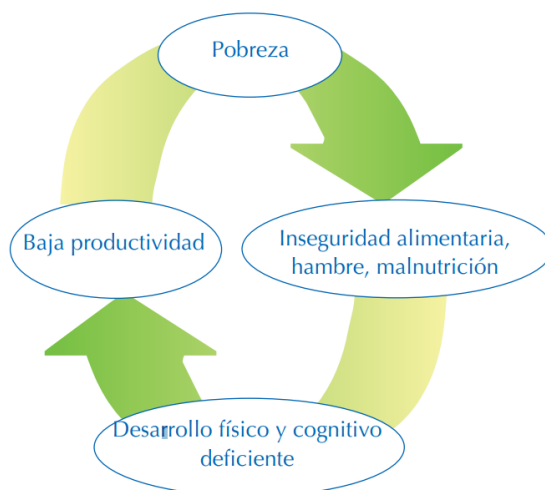 Pobreza
Inseguridad alimentaria,
hambre, malnutrición
Desarrollo físico y cognitivo
deficiente
Baja productividad